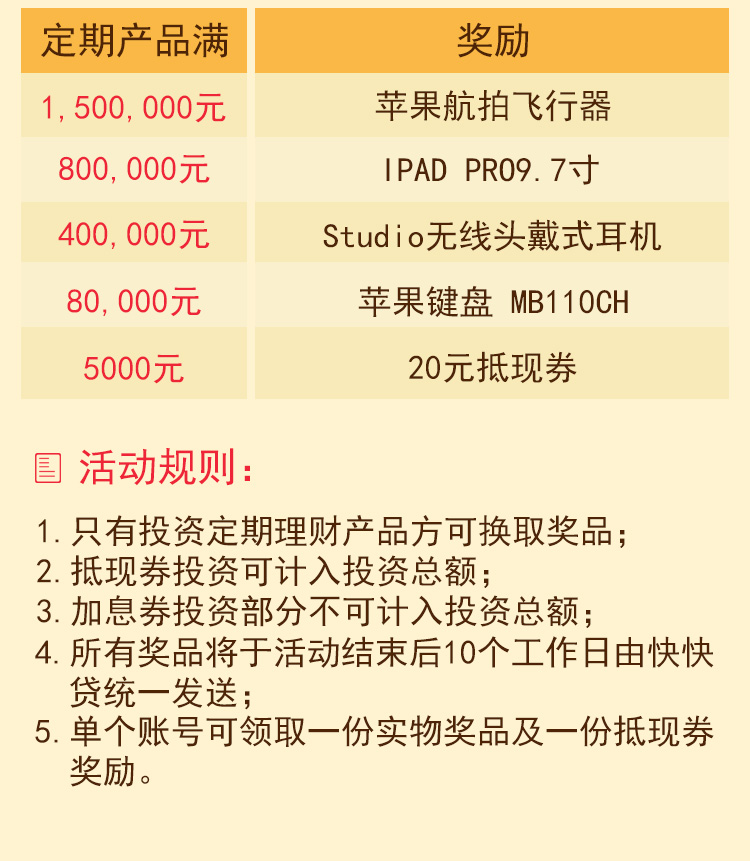 定期产品满 奖励
1,500,000元 苹果航拍飞行器
800,000元 IPAD PRO9.7寸
400,000元 Studio无线头戴式耳机
80,000元 苹果键盘 MB110CH
5000元 20元抵现券
活动规则：
1. 只有投资定期理财产品方可换取奖品；
2. 抵现券投资可计入投资总额；
3. 加息券投资部分不可计入投资总额；
4. 所有奖品将于活动结束后10个工作日由快快
贷统一发送；
5. 单个账号可领取一份实物奖品及一份抵现券
奖励。